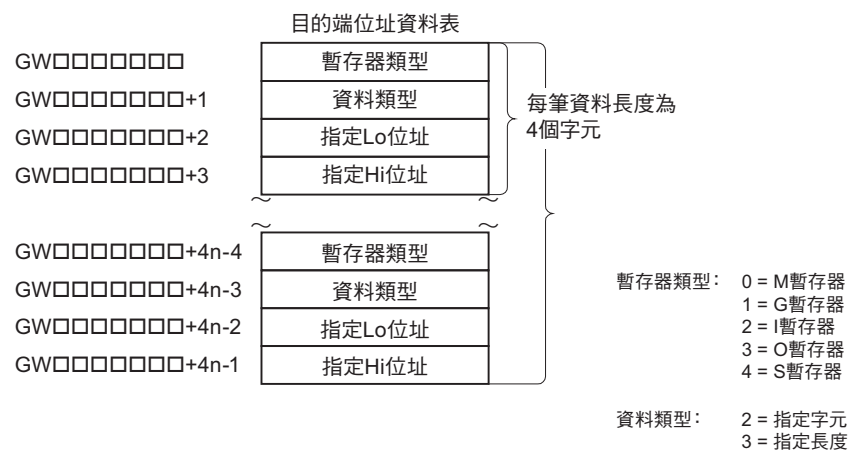 目的端位址資料表
GW□□□□□□□ 暫存器類型
GW□□□□□□□+1 資料類型
GW□□□□□□□+2 指定Lo位址
GW□□□□□□□+3 指定Hi位址
每筆資料長度為
4個字元
GW□□□□□□□+4n-4 暫存器類型
GW□□□□□□□+4n-3 資料類型
GW□□□□□□□+4n-2 指定Lo位址
GW□□□□□□□+4n-1 指定Hi位址
暫存器類型： 0 = M暫存器
1 = G暫存器
2 = I暫存器
3 = O暫存器
4 = S暫存器
資料類型： 2 = 指定字元
3 = 指定長度